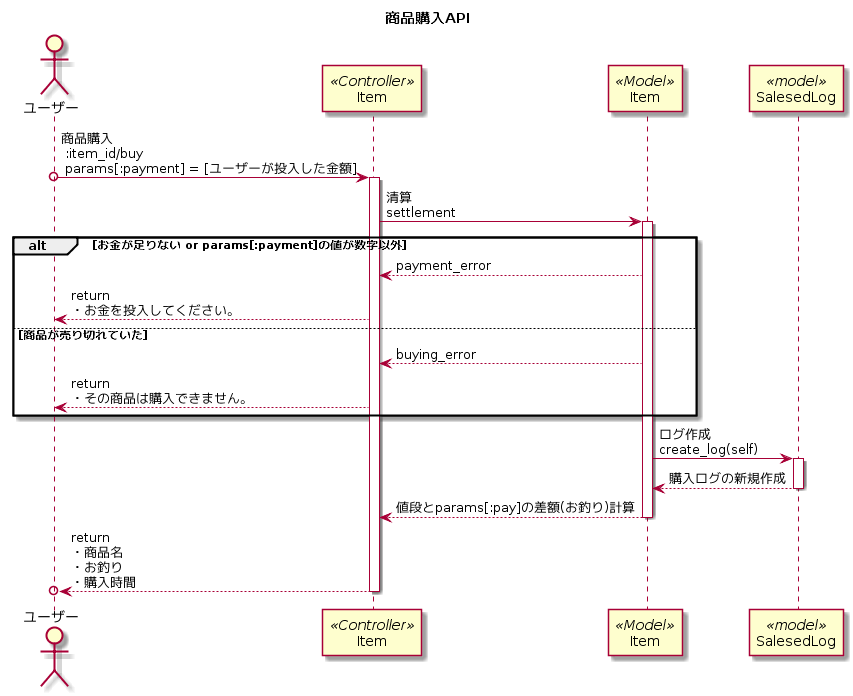 商品購入API
ユーザー
«Controller»
Item
«Model»
Item
«model»
SalesedLog
商品購入
:item_id/buy
params[:payment] = [ユーザーが投入した金額]
清算
settlement
alt [お金が足りない or params[:payment]の値が数字以外]
payment_error
return
・お金を投入してください。
[商品が売り切れていた]
buying_error
return
・その商品は購入できません。
ログ作成
create_log(self)
購入ログの新規作成
値段とparams[:pay]の差額(お釣り)計算
return
・商品名
・お釣り
・購入時間
ユーザー
«Controller»
Item
«Model»
Item
«model»
SalesedLog